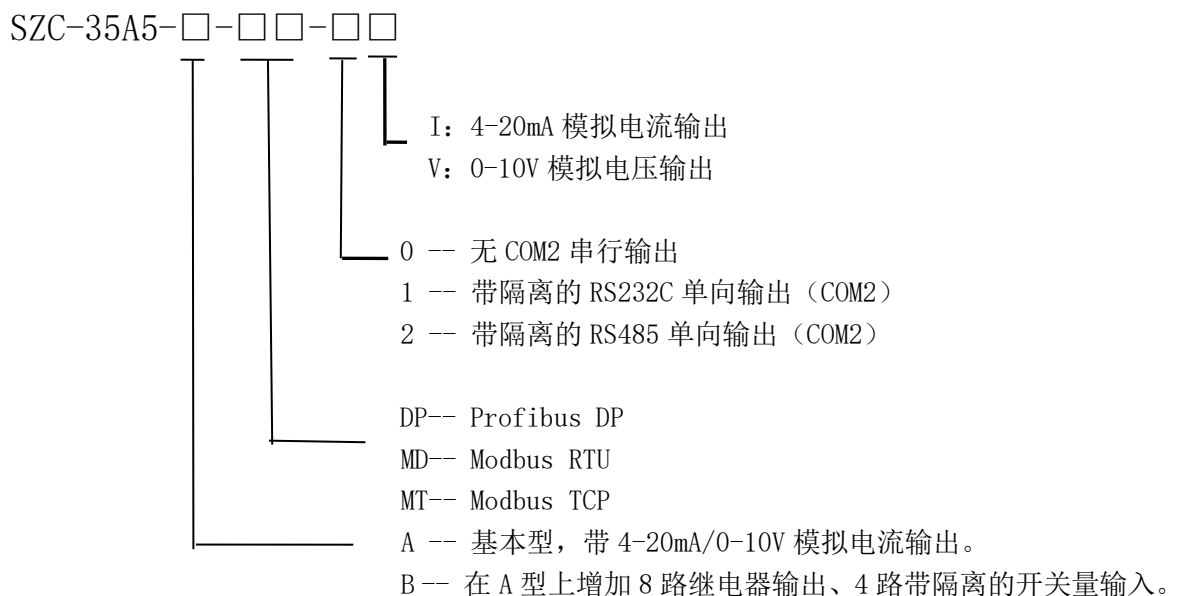 SZC-35A5-□-□□-□□
I: 4-20mA 模拟电流输出
V: 0-10V 模拟电压输出
0 -- 无 COM2 串行输出
1 -- 带隔离的 RS232C 单向输出（COM2）
2 -- 带隔离的 RS485 单向输出（COM2）
DP-- Profibus DP
MD-- Modbus RTU
MT-- Modbus TCP
A -- 基本型，带 4-20mA/0-10V 模拟电流输出。
B -- 在 A 型上增加 8 路继电器输出、4 路带隔离的开关量输入。